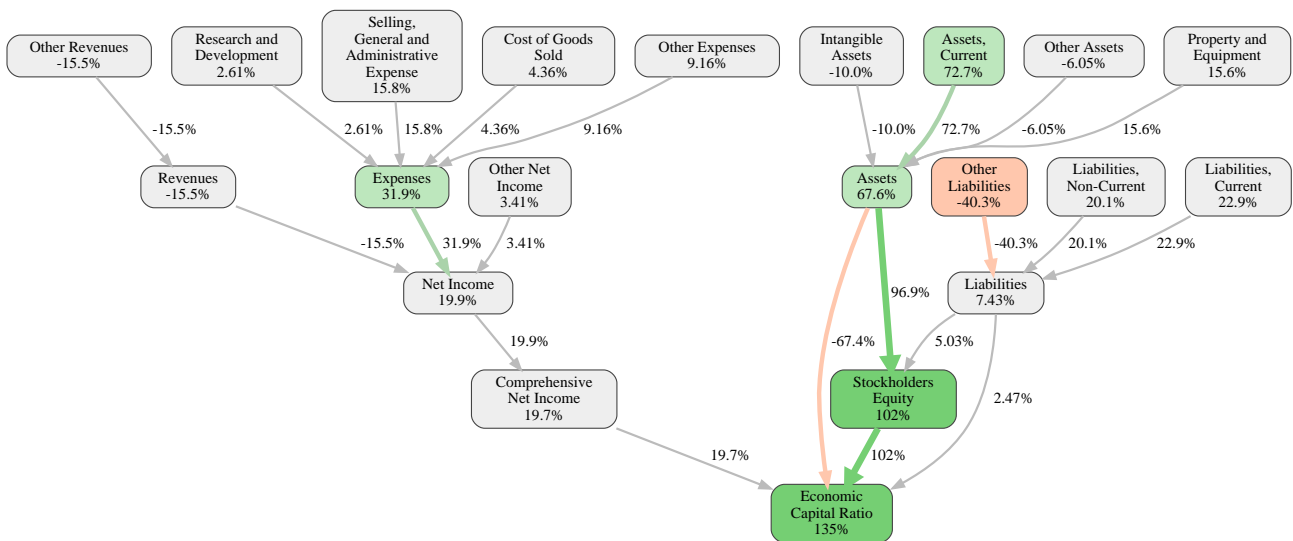 Other Revenues
-15.5%
Research and
Development
2.61%
Selling,
General and
Administrative
Expense
15.8%
Cost of Goods
Sold
4.36%
Other Expenses
9.16%
Intangible
Assets
-10.0%
Assets,
Current
72.7%
Other Assets
-6.05%
Property and
Equipment
15.6%
-15.5%
2.61%
15.8%
4.36%
9.16%
-10.0%
72.7%
-6.05%
15.6%
Revenues
-15.5%
Expenses
31.9%
Other Net
Income
3.41%
Assets
67.6%
Other
Liabilities
-40.3%
Liabilities,
Non-Current
20.1%
Liabilities,
Current
22.9%
-15.5%
31.9%
3.41%
-40.3%
20.1%
22.9%
Net Income
19.9%
96.9%
Liabilities
7.43%
19.9%
-67.4%
5.03%
Comprehensive
Net Income
19.7%
Stockholders
Equity
102%
2.47%
19.7%
102%
Economic
Capital Ratio
135%